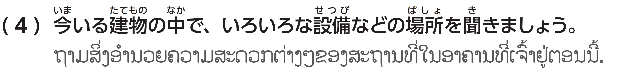 （4）今いる建物の中で、いろいろな設備などの場所を聞きましょう。
ຖາມສິ່ງອຳນວຍຄວາມສະດວກຕ່າງໆຂອງສະຖານທີ່ໃນອາຄານທີ່ເຈົ້າຢູ່ຕອນນີ້.